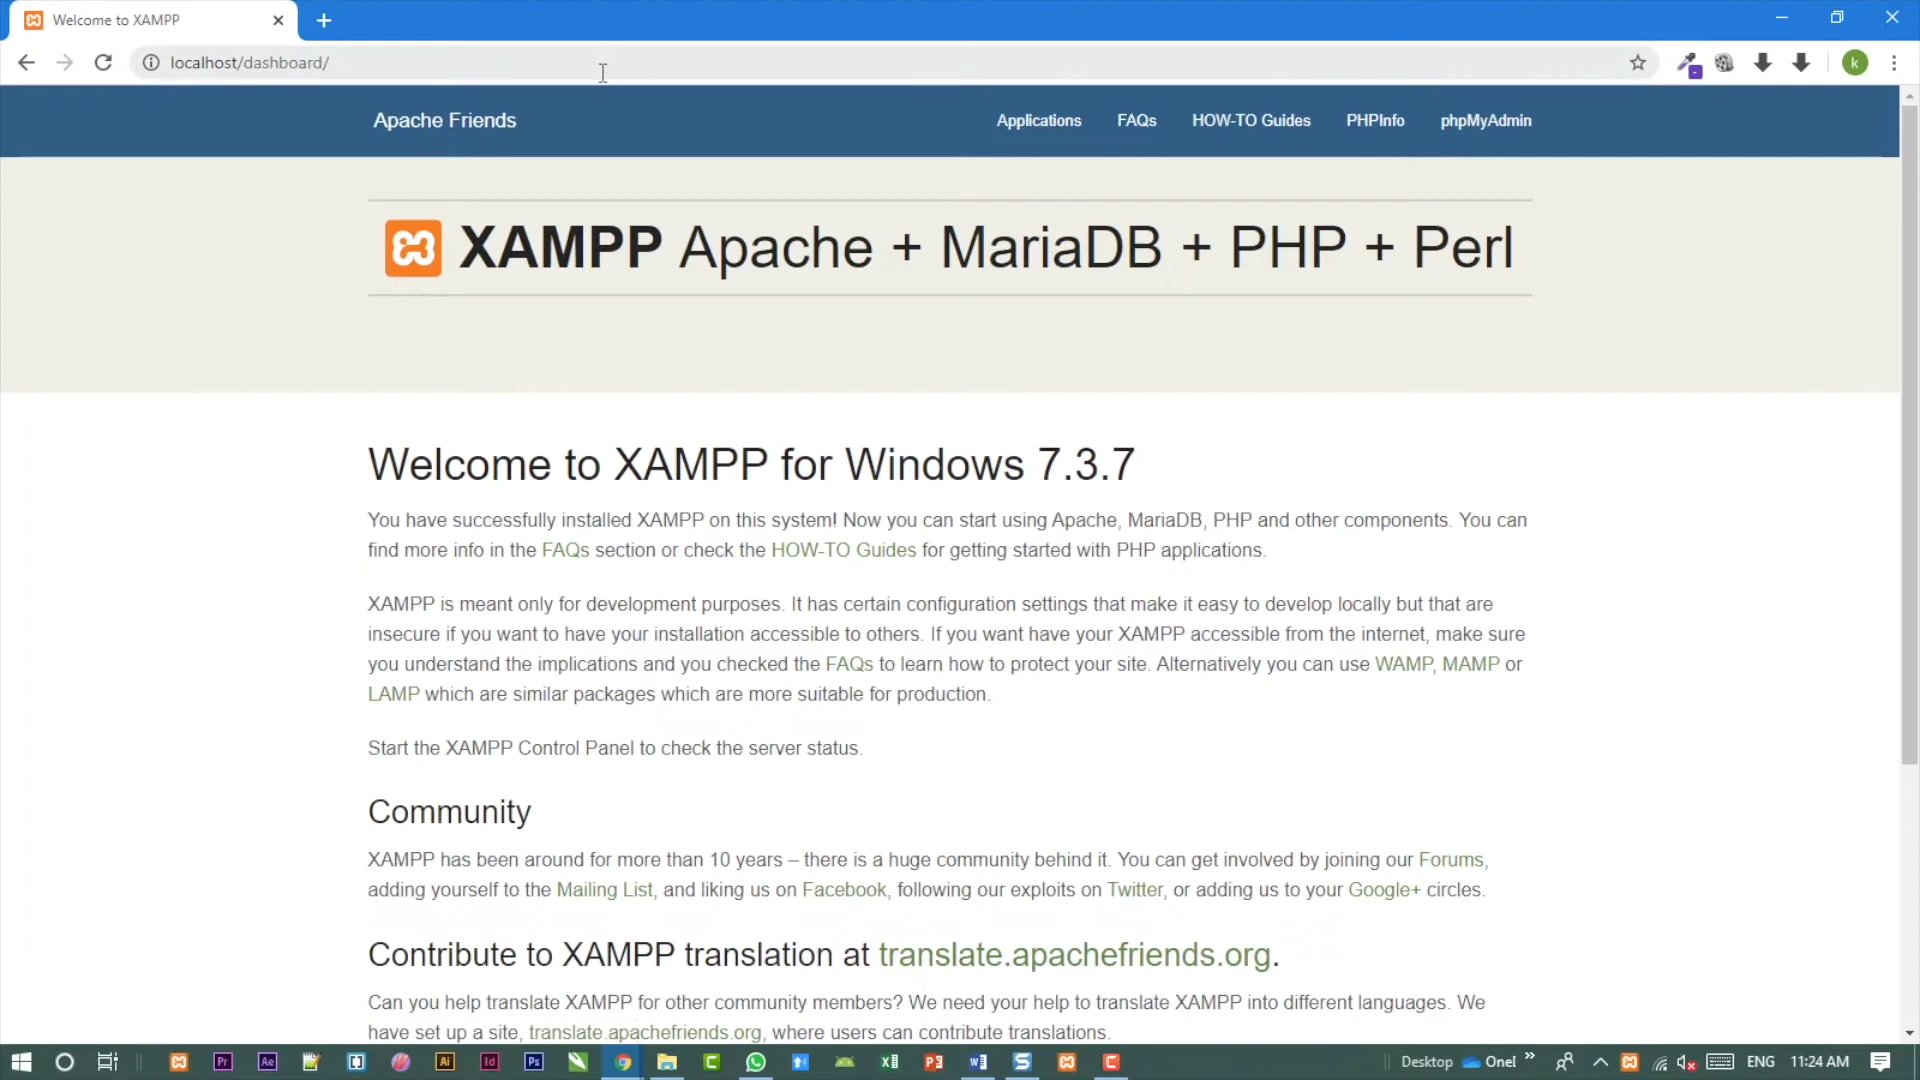 Welcome to XAMPP
localhost/dashboard/
k
Apache Friends
Applications
FAQs
HOW-TO Guides
PHPInfo
phpMyAdmin
XAMPP Apache + MariaDB + PHP + Perl
Welcome to XAMPP for Windows 7.3.7
You have successfully installed XAMPP on this system! Now you can start using Apache, MariaDB, PHP and other components. You can
find more info in the FAQs section or check the HOW-TO Guides for getting started with PHP applications.
XAMPP is meant only for development purposes. It has certain configuration settings that make it easy to develop locally but that are
insecure if you want to have your installation accessible to others. If you want have your XAMPP accessible from the internet, make sure
you understand the implications and you checked the FAQs to learn how to protect your site. Alternatively you can use WAMP, MAMP or
LAMP which are similar packages which are more suitable for production.
Start the XAMPP Control Panel to check the server status.
Community
XAMPP has been around for more than 10 years – there is a huge community behind it. You can get involved by joining our Forums,
adding yourself to the Mailing List, and liking us on Facebook, following our exploits on Twitter, or adding us to your Google+ circles.
Contribute to XAMPP translation at translate.apachefriends.org.
Can you help translate XAMPP for other community members? We need your help to translate XAMPP into different languages. We
have set up a site, translate.apachefriends.org, where users can contribute translations.
Pr
Ae
Ai
Id
Ps
Desktop
OneI
ENG
11:24 AM